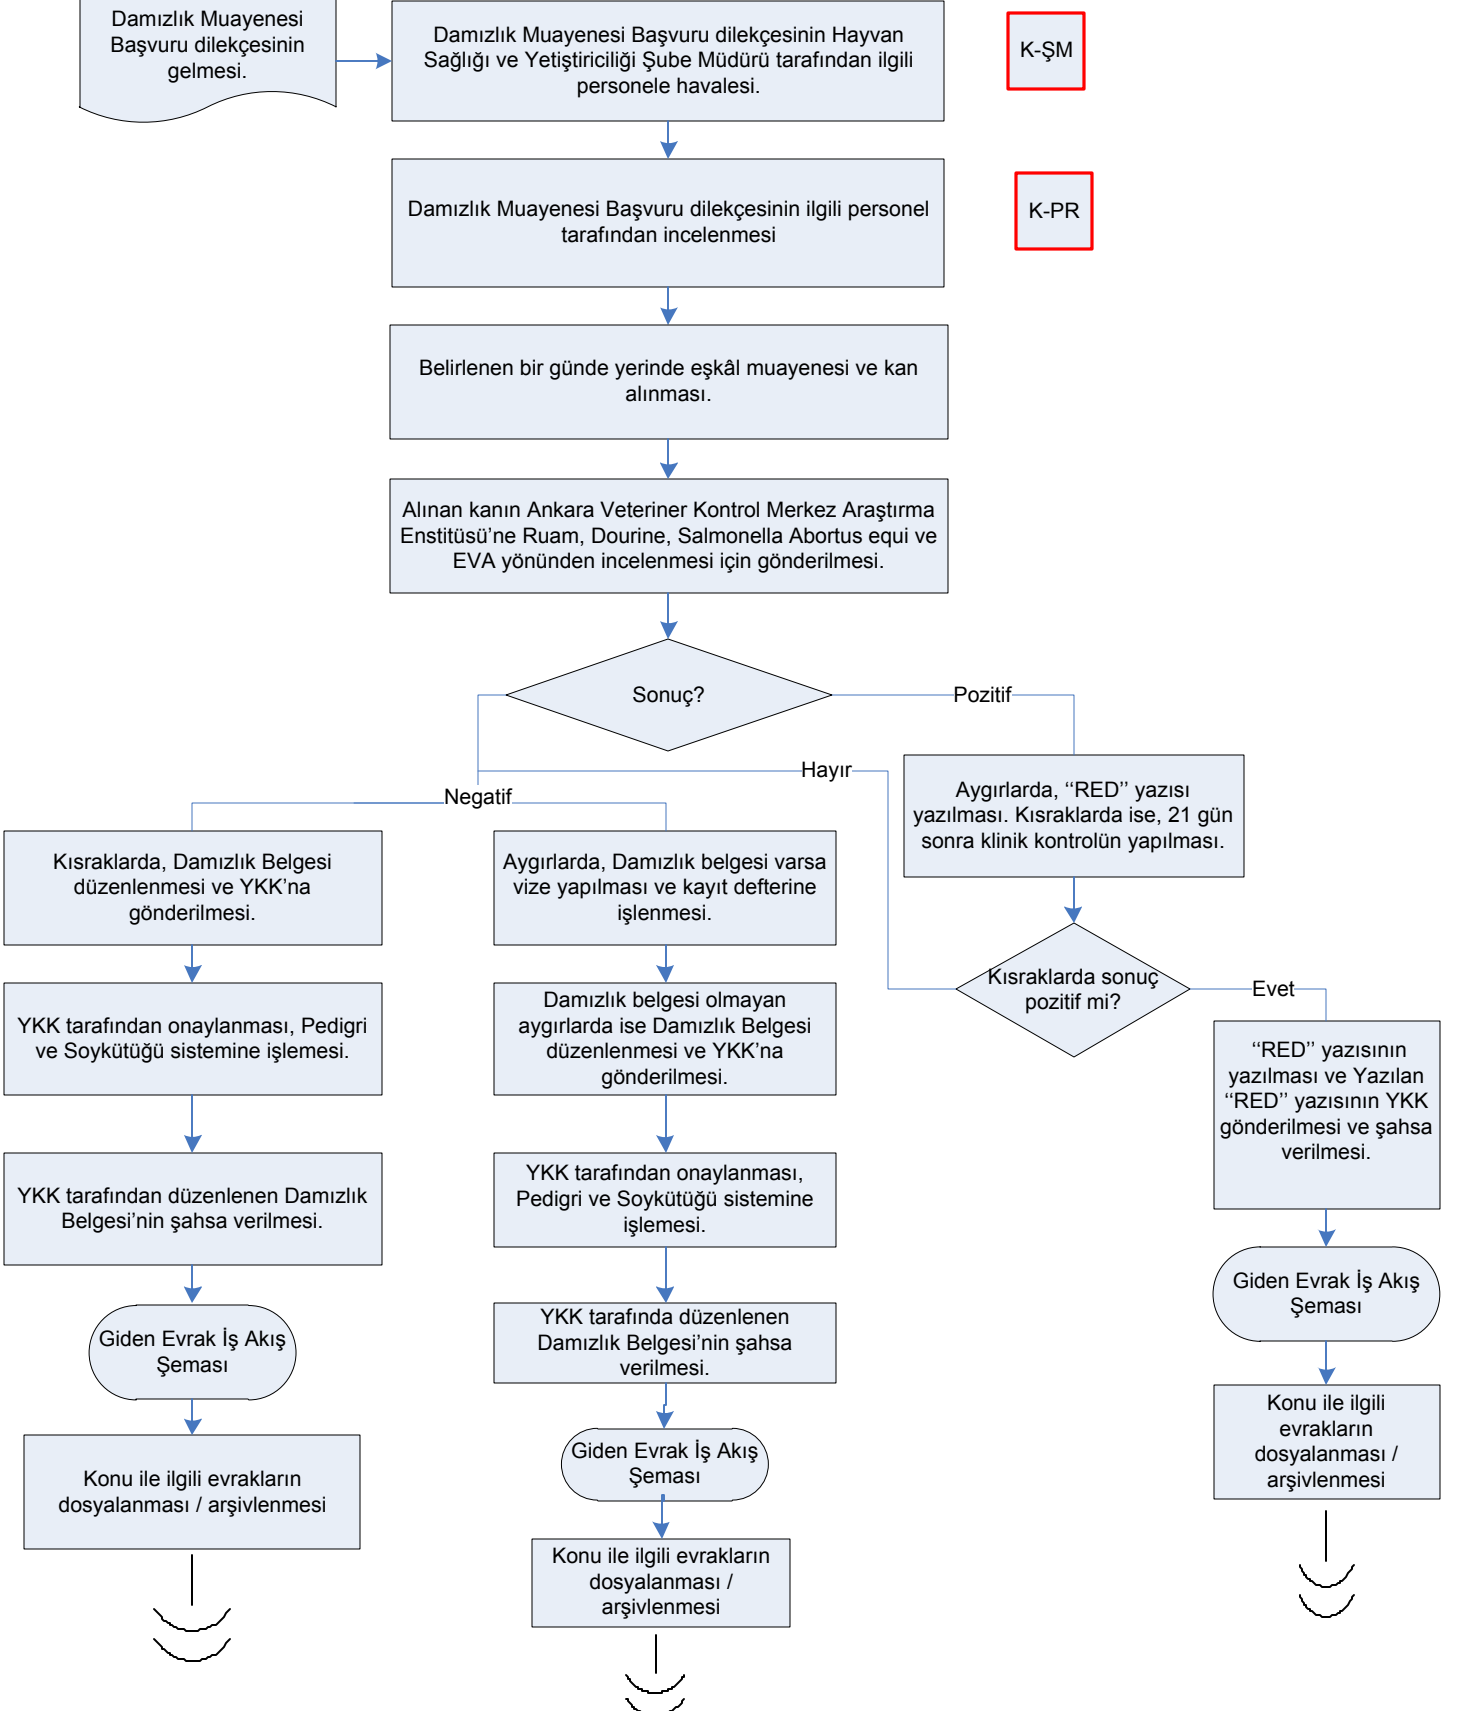 Damızlık Muayenesi
Başvuru dilekçesinin
gelmesi.
Damızlık Muayenesi Başvuru dilekçesinin Hayvan
Sağlığı ve Yetiştiriciliği Şube Müdürü tarafından ilgili
personele havalesi.
K-ŞM
Damızlık Muayenesi Başvuru dilekçesinin ilgili personel
tarafından incelenmesi
K-PR
Belirlenen bir günde yerinde eşkâl muayenesi ve kan
alınması.
Alınan kanın Ankara Veteriner Kontrol Merkez Araştırma
Enstitüsü’ne Ruam, Dourine, Salmonella Abortus equi ve
EVA yönünden incelenmesi için gönderilmesi.
Sonuç?
Pozitif
Hayır
Negatif
Aygırlarda, ‘‘RED’’ yazısı
yazılması. Kısraklarda ise, 21 gün
sonra klinik kontrolün yapılması.
Kısraklarda, Damızlık Belgesi
düzenlenmesi ve YKK’na
gönderilmesi.
Aygırlarda, Damızlık belgesi varsa
vize yapılması ve kayıt defterine
işlenmesi.
Kısraklarda sonuç
pozitif mi?
Evet
YKK tarafından onaylanması, Pedigri
ve Soykütüğü sistemine işlemesi.
Damızlık belgesi olmayan
aygırlarda ise Damızlık Belgesi
düzenlenmesi ve YKK’na
gönderilmesi.
‘‘RED’’ yazısının
yazılması ve Yazılan
‘‘RED’’ yazısının YKK
gönderilmesi ve şahsa
verilmesi.
YKK tarafından düzenlenen Damızlık
Belgesi’nin şahsa verilmesi.
YKK tarafından onaylanması,
Pedigri ve Soykütüğü sistemine
işlemesi.
Giden Evrak İş Akış
Şeması
Giden Evrak İş Akış
Şeması
YKK tarafında düzenlenen
Damızlık Belgesi’nin şahsa
verilmesi.
Konu ile ilgili
evrakların
dosyalanması /
arşivlenmesi
Konu ile ilgili evrakların
dosyalanması / arşivlenmesi
Giden Evrak İş Akış
Şeması
Konu ile ilgili evrakların
dosyalanması /
arşivlenmesi